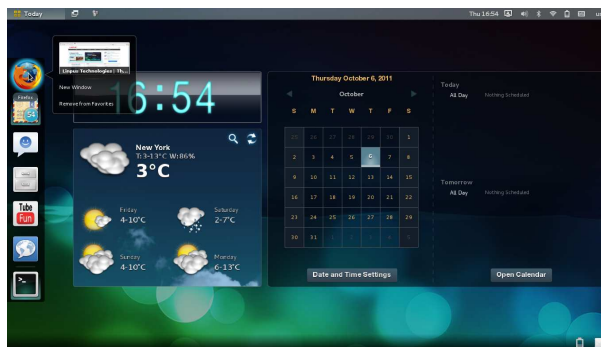 Today
Thu 16:54
Linpus Technologies : Th...
New Window
Remove from Favorites
Firefox
16:54
New York
T:3-13°C W:86%
3°C
Friday
4-10°C
Saturday
2-7°C
Sunday
4-10°C
Monday
6-13°C
Tube
Fun
>_
Thursday October 6, 2011
October
S M T W T F S
25 26 27 28 29 30 1
2 3 4 5 6 7 8
9 10 11 12 13 14 15
16 17 18 19 20 21 22
23 24 25 26 27 28 29
30 31 1 2 3 4 5
Date and Time Settings
Today
All Day Nothing Scheduled
Tomorrow
All Day Nothing Scheduled
Open Calendar